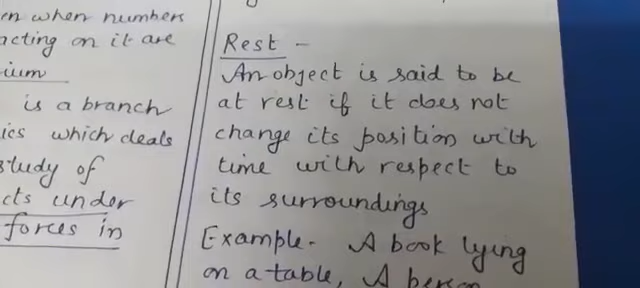 en when numbers
acting on it are
ium
is a branch
ics which deals
study of
cts under
forces in
Rest -
An object is said to be
at rest if it does not
change its position with
time with respect to
its surroundings
Example - A book lying
on a table, A person